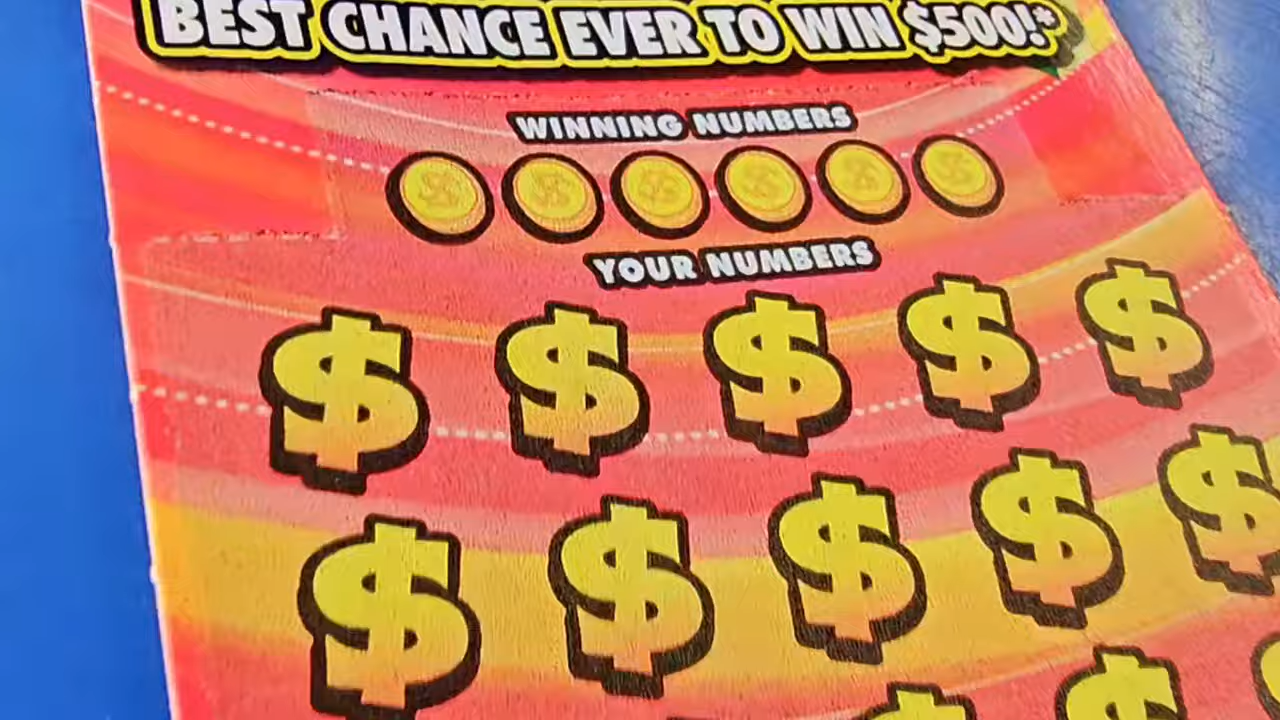 BEST CHANCE EVER TO WIN $500!*
WINNING NUMBERS
YOUR NUMBERS
$ $ $ $ $
$ $ $ $ $
$ $